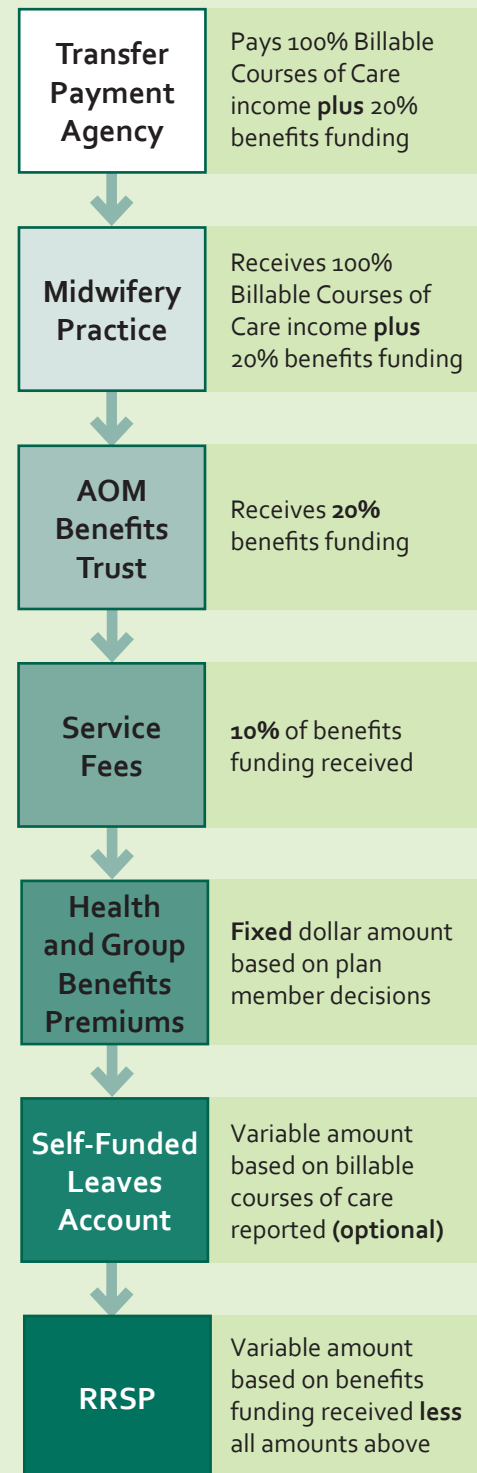 Transfer
Payment
Agency
Pays 100% Billable
Courses of Care
income plus 20%
benefits funding
Midwifery
Practice
Receives 100%
Billable Courses of
Care income plus
20% benefits funding
AOM
Benefits
Trust
Receives 20%
benefits funding
Service
Fees
10% of benefits
funding received
Health
and Group
Benefits
Premiums
Fixed dollar amount
based on plan
member decisions
Self-Funded
Leaves
Account
Variable amount
based on billable
courses of care
reported (optional)
RRSP
Variable amount
based on benefits
funding received less
all amounts above